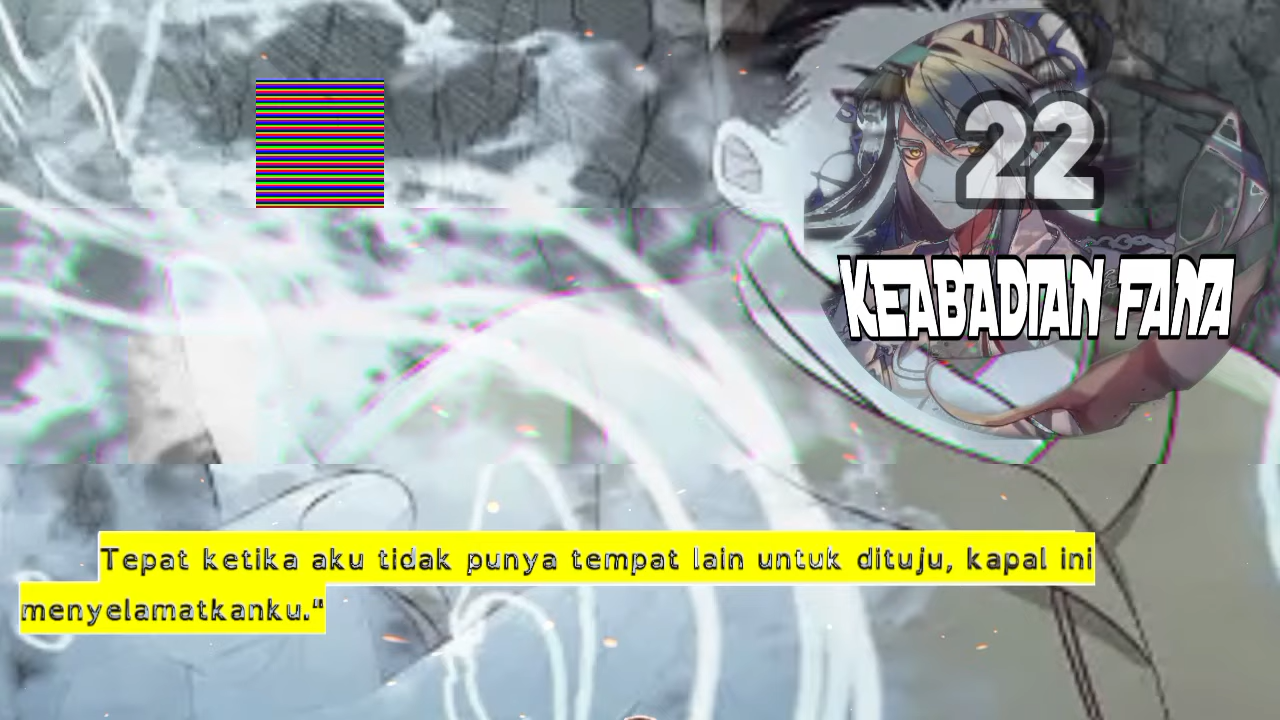 22
KEABADIAN FANA
Tepat ketika aku tidak punya tempat lain untuk dituju, kapal ini
menyelamatkanku.“